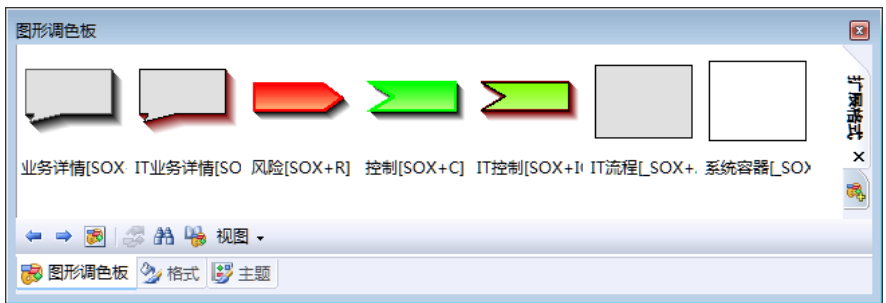 图形调色板
业务详情[SOX
IT业务详情[SO
风险[SOX+R]
控制[SOX+C]
IT控制[SOX+I
IT流程[_SOX+.
系统容器[_SOX
扩展格式
视图
图形调色板
格式
主题